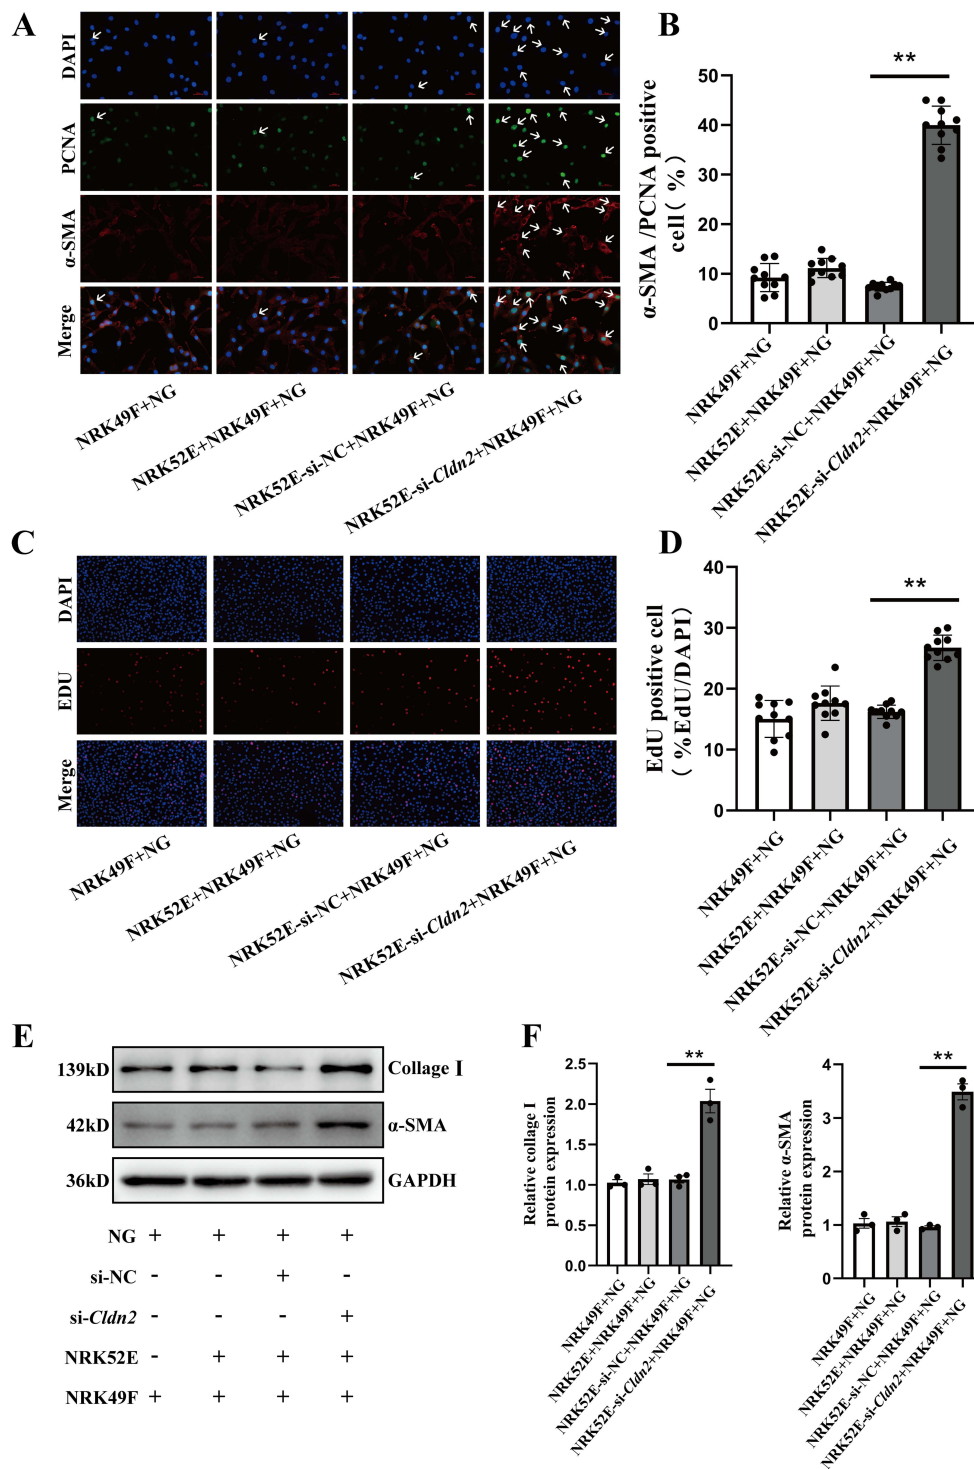 A
DAPI
PCNA
α-SMA
Merge
NRK49F+NG
NRK52E+NRK49F+NG
NRK52E-si-NC+NRK49F+NG
NRK52E-si-Cldn2+NRK49F+NG
B
**
α-SMA /PCNA positive
cell( %)
50
40
30
20
10
0
NRK49F+NG
NRK52E+NRK49F+NG
NRK52E-si-NC+NRK49F+NG
NRK52E-si-Cldn2+NRK49F+NG
C
DAPI
EDU
Merge
NRK49F+NG
NRK52E+NRK49F+NG
NRK52E-si-NC+NRK49F+NG
NRK52E-si-Cldn2+NRK49F+NG
D
**
EdU positive cell
( %EdU/DAPI)
40
30
20
10
0
NRK49F+NG
NRK52E+NRK49F+NG
NRK52E-si-NC+NRK49F+NG
NRK52E-si-Cldn2+NRK49F+NG
E
139kD Collage I
42kD α-SMA
36kD GAPDH
NG + + + +
si-NC - - + -
si-Cldn2 - - - +
NRK52E - + + +
NRK49F + + + +
F
**
Relative collage I
protein expression
2.5
2.0
1.5
1.0
0.5
0.0
NRK49F+NG
NRK52E+NRK49F+NG
NRK52E-si-NC+NRK49F+NG
NRK52E-si-Cldn2+NRK49F+NG
**
Relative α-SMA
protein expression
4
3
2
1
0
NRK49F+NG
NRK52E+NRK49F+NG
NRK52E-si-NC+NRK49F+NG
NRK52E-si-Cldn2+NRK49F+NG